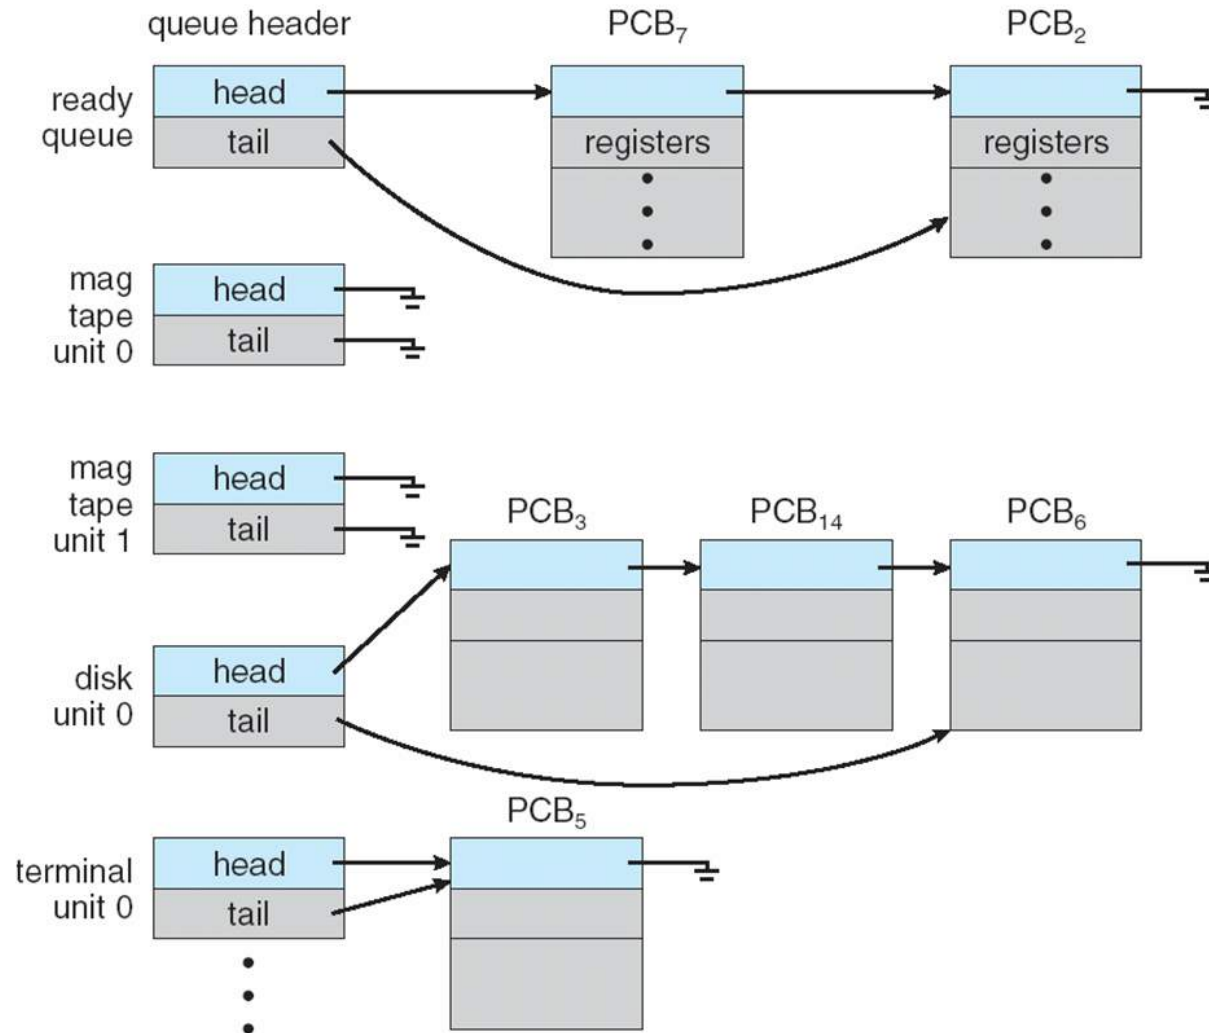 queue header
PCB₇
PCB₂
ready
queue
head
tail
registers
registers
mag
tape
unit 0
head
tail
mag
tape
unit 1
head
tail
PCB₃
PCB₁₄
PCB₆
disk
unit 0
head
tail
PCB₅
terminal
unit 0
head
tail